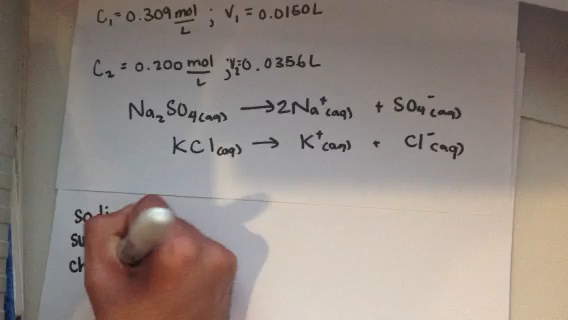 C₁ = 0.309 mol/L ; V₁ = 0.0150L
C₂ = 0.200 mol/L ; V₂=0.0356L
Na₂SO₄(aq) → 2Na⁺(aq) + SO₄⁻(aq)
KCl(aq) → K⁺(aq) + Cl⁻(aq)